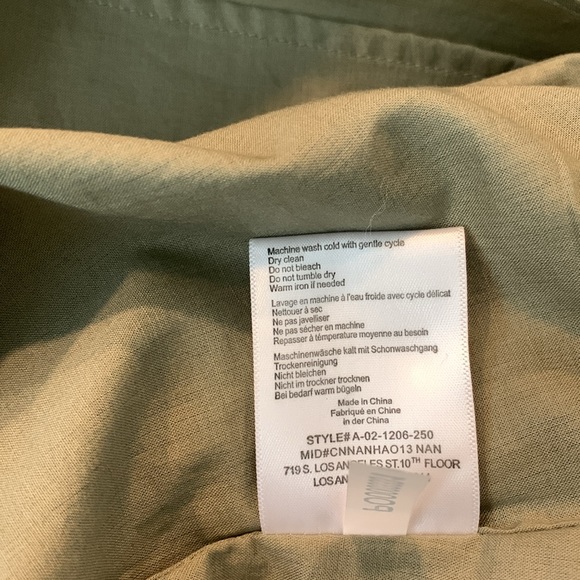 Machine wash cold with gentle cycle
Dry clean
Do not bleach
Do not tumble dry
Warm iron if needed
Lavage en machine à l'eau froide avec cycle délicat
Nettouer à sec
Ne pas javelliser
Ne pas sécher en machine
Repasser à température moyenne au besoin
Maschinenwäsche kalt mit Schonwaschgang
Trockenreinigung
Nicht bleichen
Nicht im trockner trocknen
Bei bedarf warm bügeln
Made in China
Fabriqué en Chine
in der China
STYLE# A-02-1206-250
MID#CNNANHAO13 NAN
719 S. LOS ANGELES ST.10TH FLOOR
LOS AN